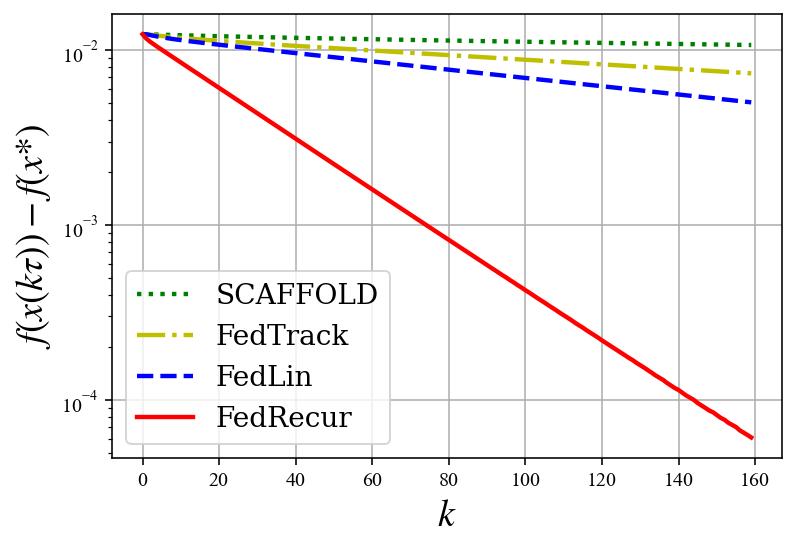 f(x(kτ)) − f(x*)
10⁻²
10⁻³
10⁻⁴
SCAFFOLD
FedTrack
FedLin
FedRecur
0 20 40 60 80 100 120 140 160
k